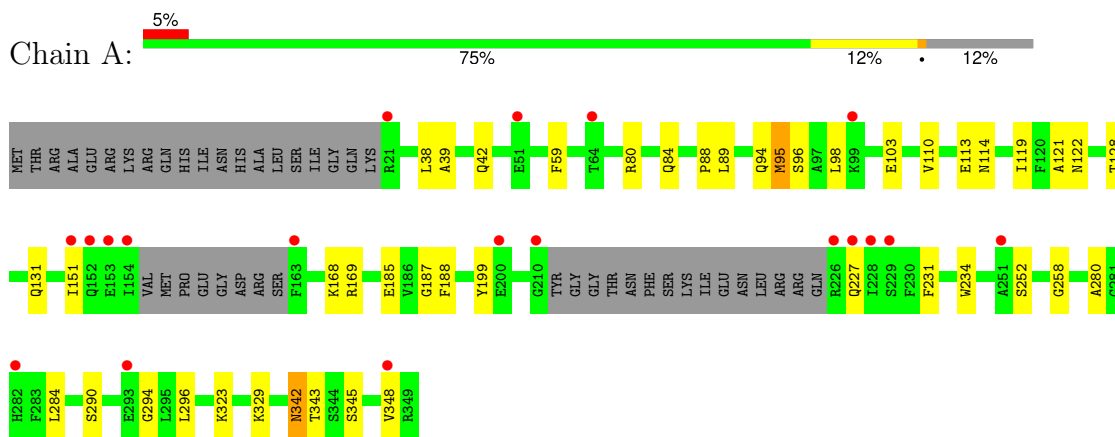 5%
Chain A:
75% 12% • 12%
MET THR ARG ALA GLU ARG LYS ARG GLN HIS ILE ASN HIS ALA LEU SER ILE GLY GLN LYS R21 L38 A39 Q42 E51 F59 T64 R80 Q84 P88 L89 Q94 M95 S96 A97 L98 K99 E103 V110 E113 N114 I119 F120 A121 N122 T128
Q131 I151 Q152 E153 I154 VAL MET PRO GLU GLY ASP ARG SER F163 K168 R169 E185 V186 G187 F188 Y199 E200 G210 TYR GLY GLY THR ASN PHE SER LYS ILE GLU ASN LEU ARG ARG GLN R226 Q227 I228 S229 F230 F231 W234 A251 S252 G258 A280 G281
H282 F283 L284 S290 E293 G294 L295 L296 K323 K329 N342 T343 S344 S345 V348 R349